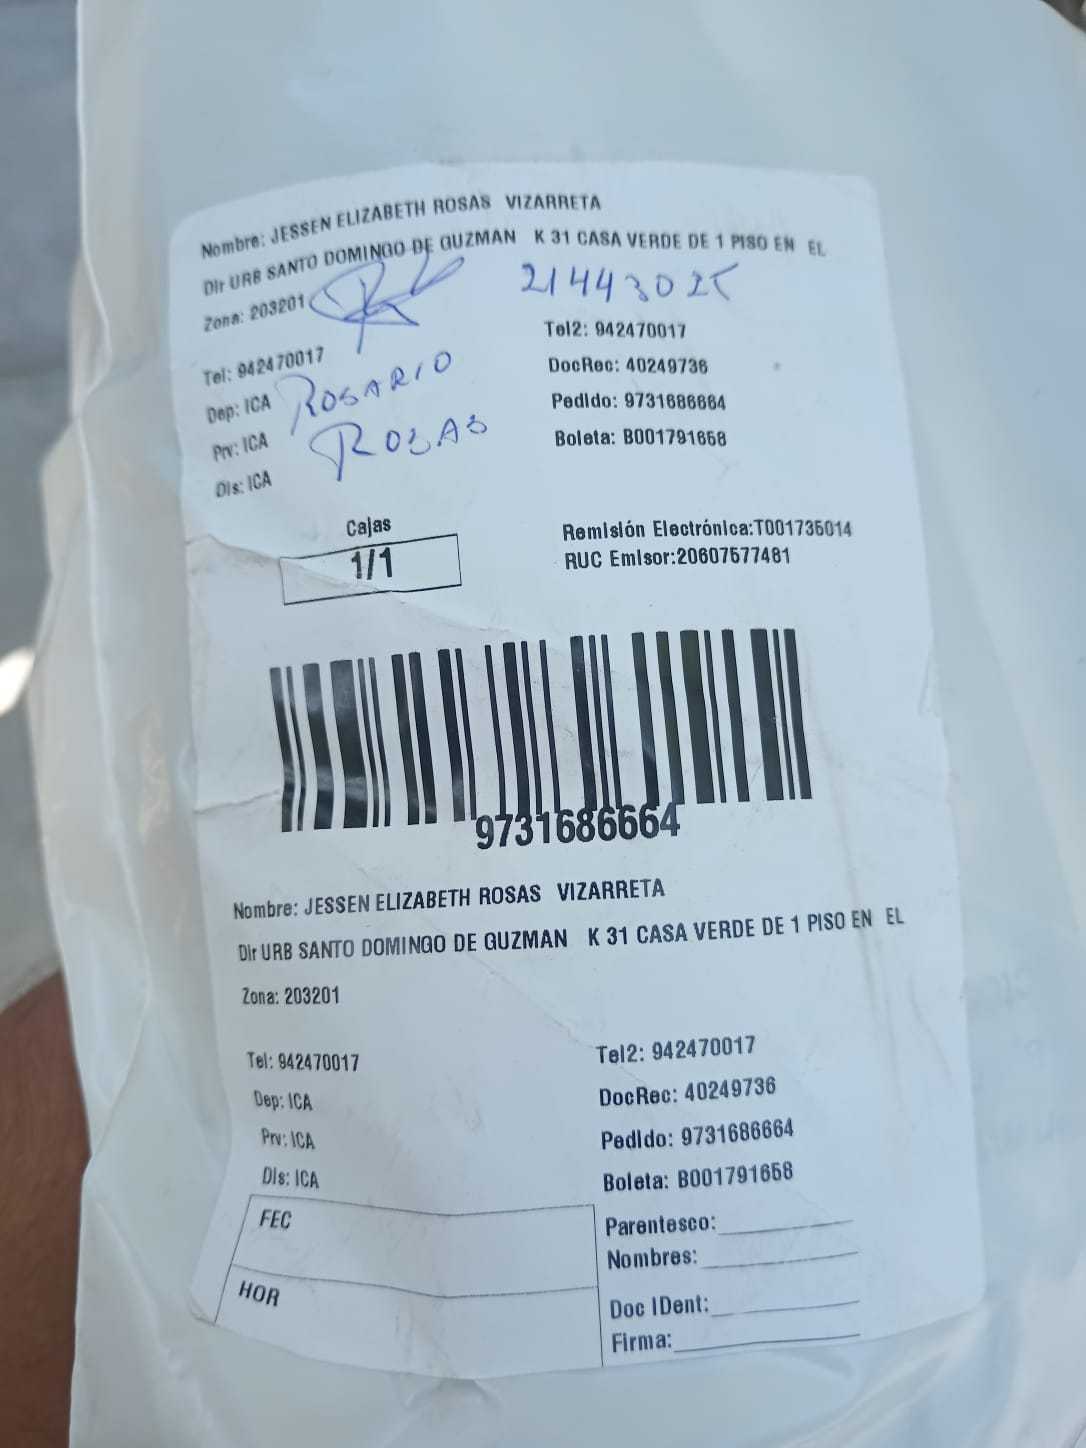 Nombre: JESSEN ELIZABETH ROSAS VIZARRETA
Dir URB SANTO DOMINGO DE GUZMAN K 31 CASA VERDE DE 1 PISO EN EL
Zona: 203201
21443025
Tel: 942470017 Tel2: 942470017
DocRec: 40249736
Dep: ICA ROSARIO Pedido: 9731686664
Prv: ICA ROSAS Boleta: B001791658
Dis: ICA
Cajas
1/1
Remisión Electrónica:T001735014
RUC Emisor:20607577481
9731686664
Nombre: JESSEN ELIZABETH ROSAS VIZARRETA
Dir URB SANTO DOMINGO DE GUZMAN K 31 CASA VERDE DE 1 PISO EN EL
Zona: 203201
Tel: 942470017 Tel2: 942470017
Dep: ICA DocRec: 40249736
Prv: ICA Pedido: 9731686664
Dis: ICA Boleta: B001791658
FEC Parentesco:
Nombres:
HOR Doc IDent:
Firma: